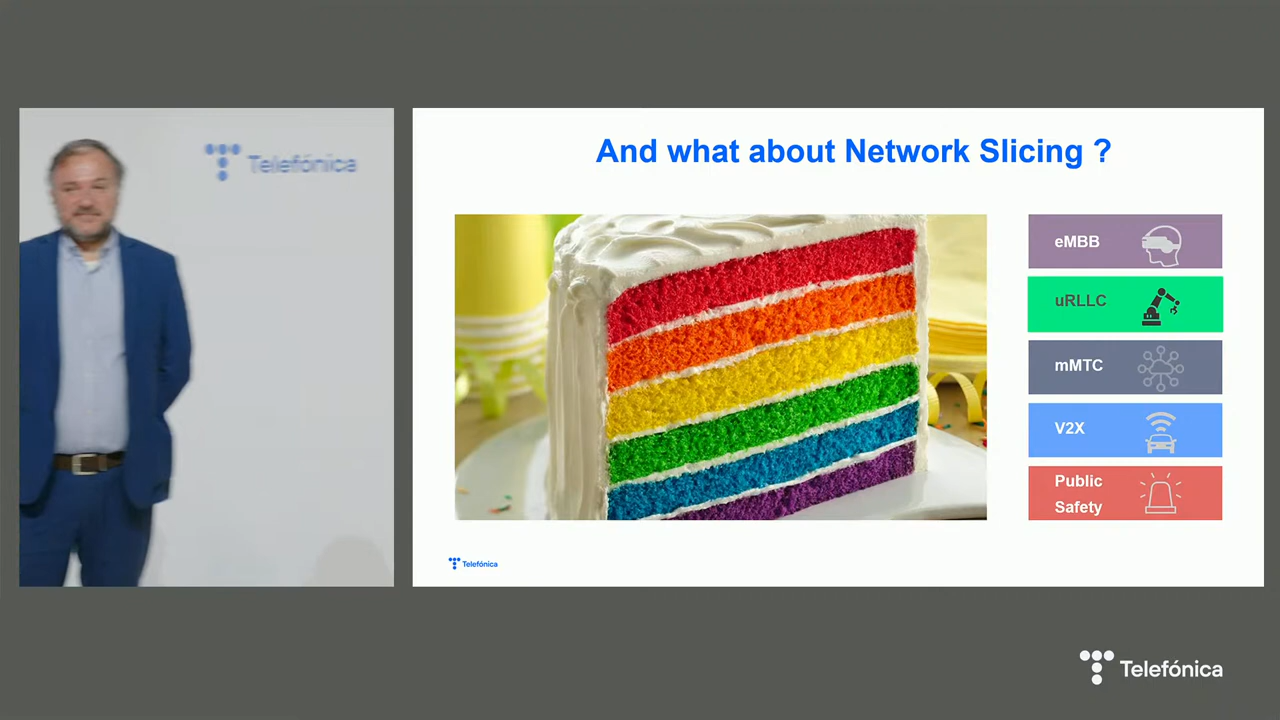 Telefónica
And what about Network Slicing ?
eMBB
uRLLC
mMTC
V2X
Public
Safety
Telefónica
Telefónica